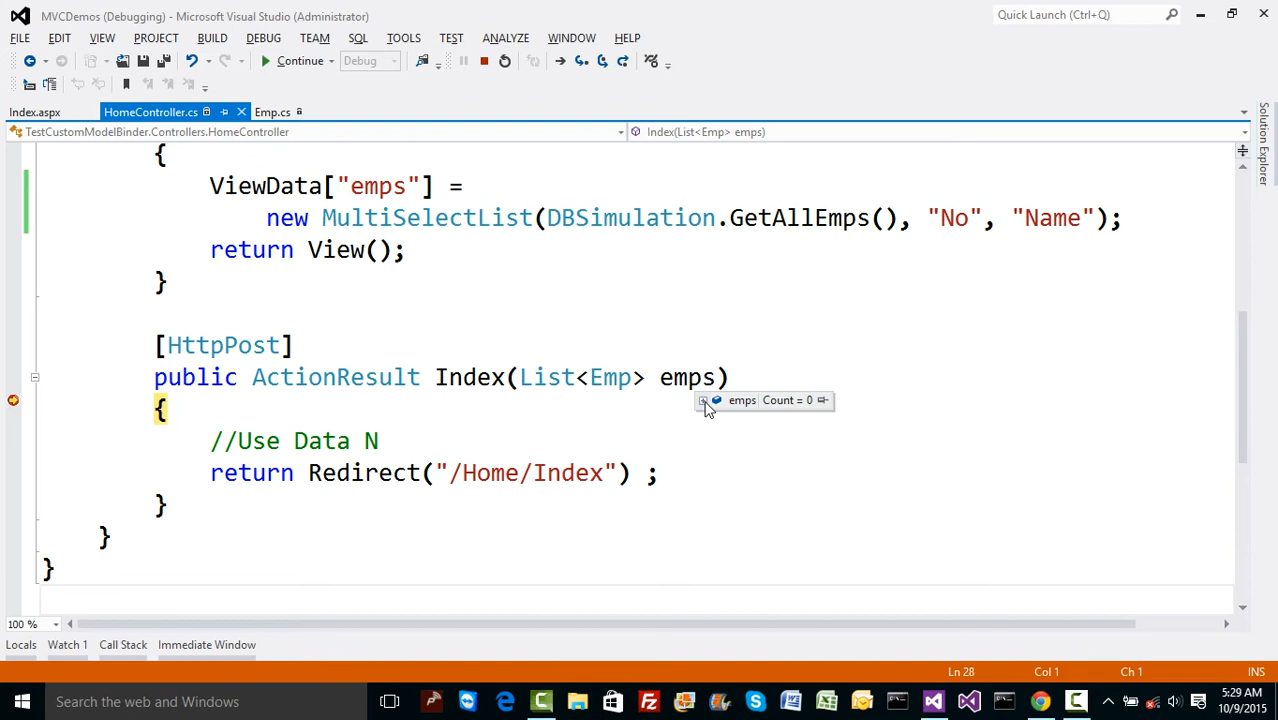 MVCDemos (Debugging) - Microsoft Visual Studio (Administrator)
Quick Launch (Ctrl+Q)
FILE EDIT VIEW PROJECT BUILD DEBUG TEAM SQL TOOLS TEST ANALYZE WINDOW HELP
Continue Debug
Index.aspx HomeController.cs Emp.cs
TestCustomModelBinder.Controllers.HomeController Index(List<Emp> emps)
Solution Explorer
{
ViewData["emps"] =
new MultiSelectList(DBSimulation.GetAllEmps(), "No", "Name");
return View();
}
[HttpPost]
public ActionResult Index(List<Emp> emps)
emps Count = 0
{
//Use Data N
return Redirect("/Home/Index") ;
}
}
}
100 %
Locals Watch 1 Call Stack Immediate Window
Ln 28 Col 1 Ch 1 INS
Search the web and Windows
5:29 AM
10/9/2015